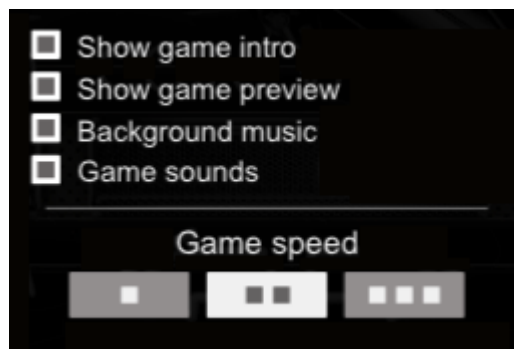 Show game intro
Show game preview
Background music
Game sounds
Game speed